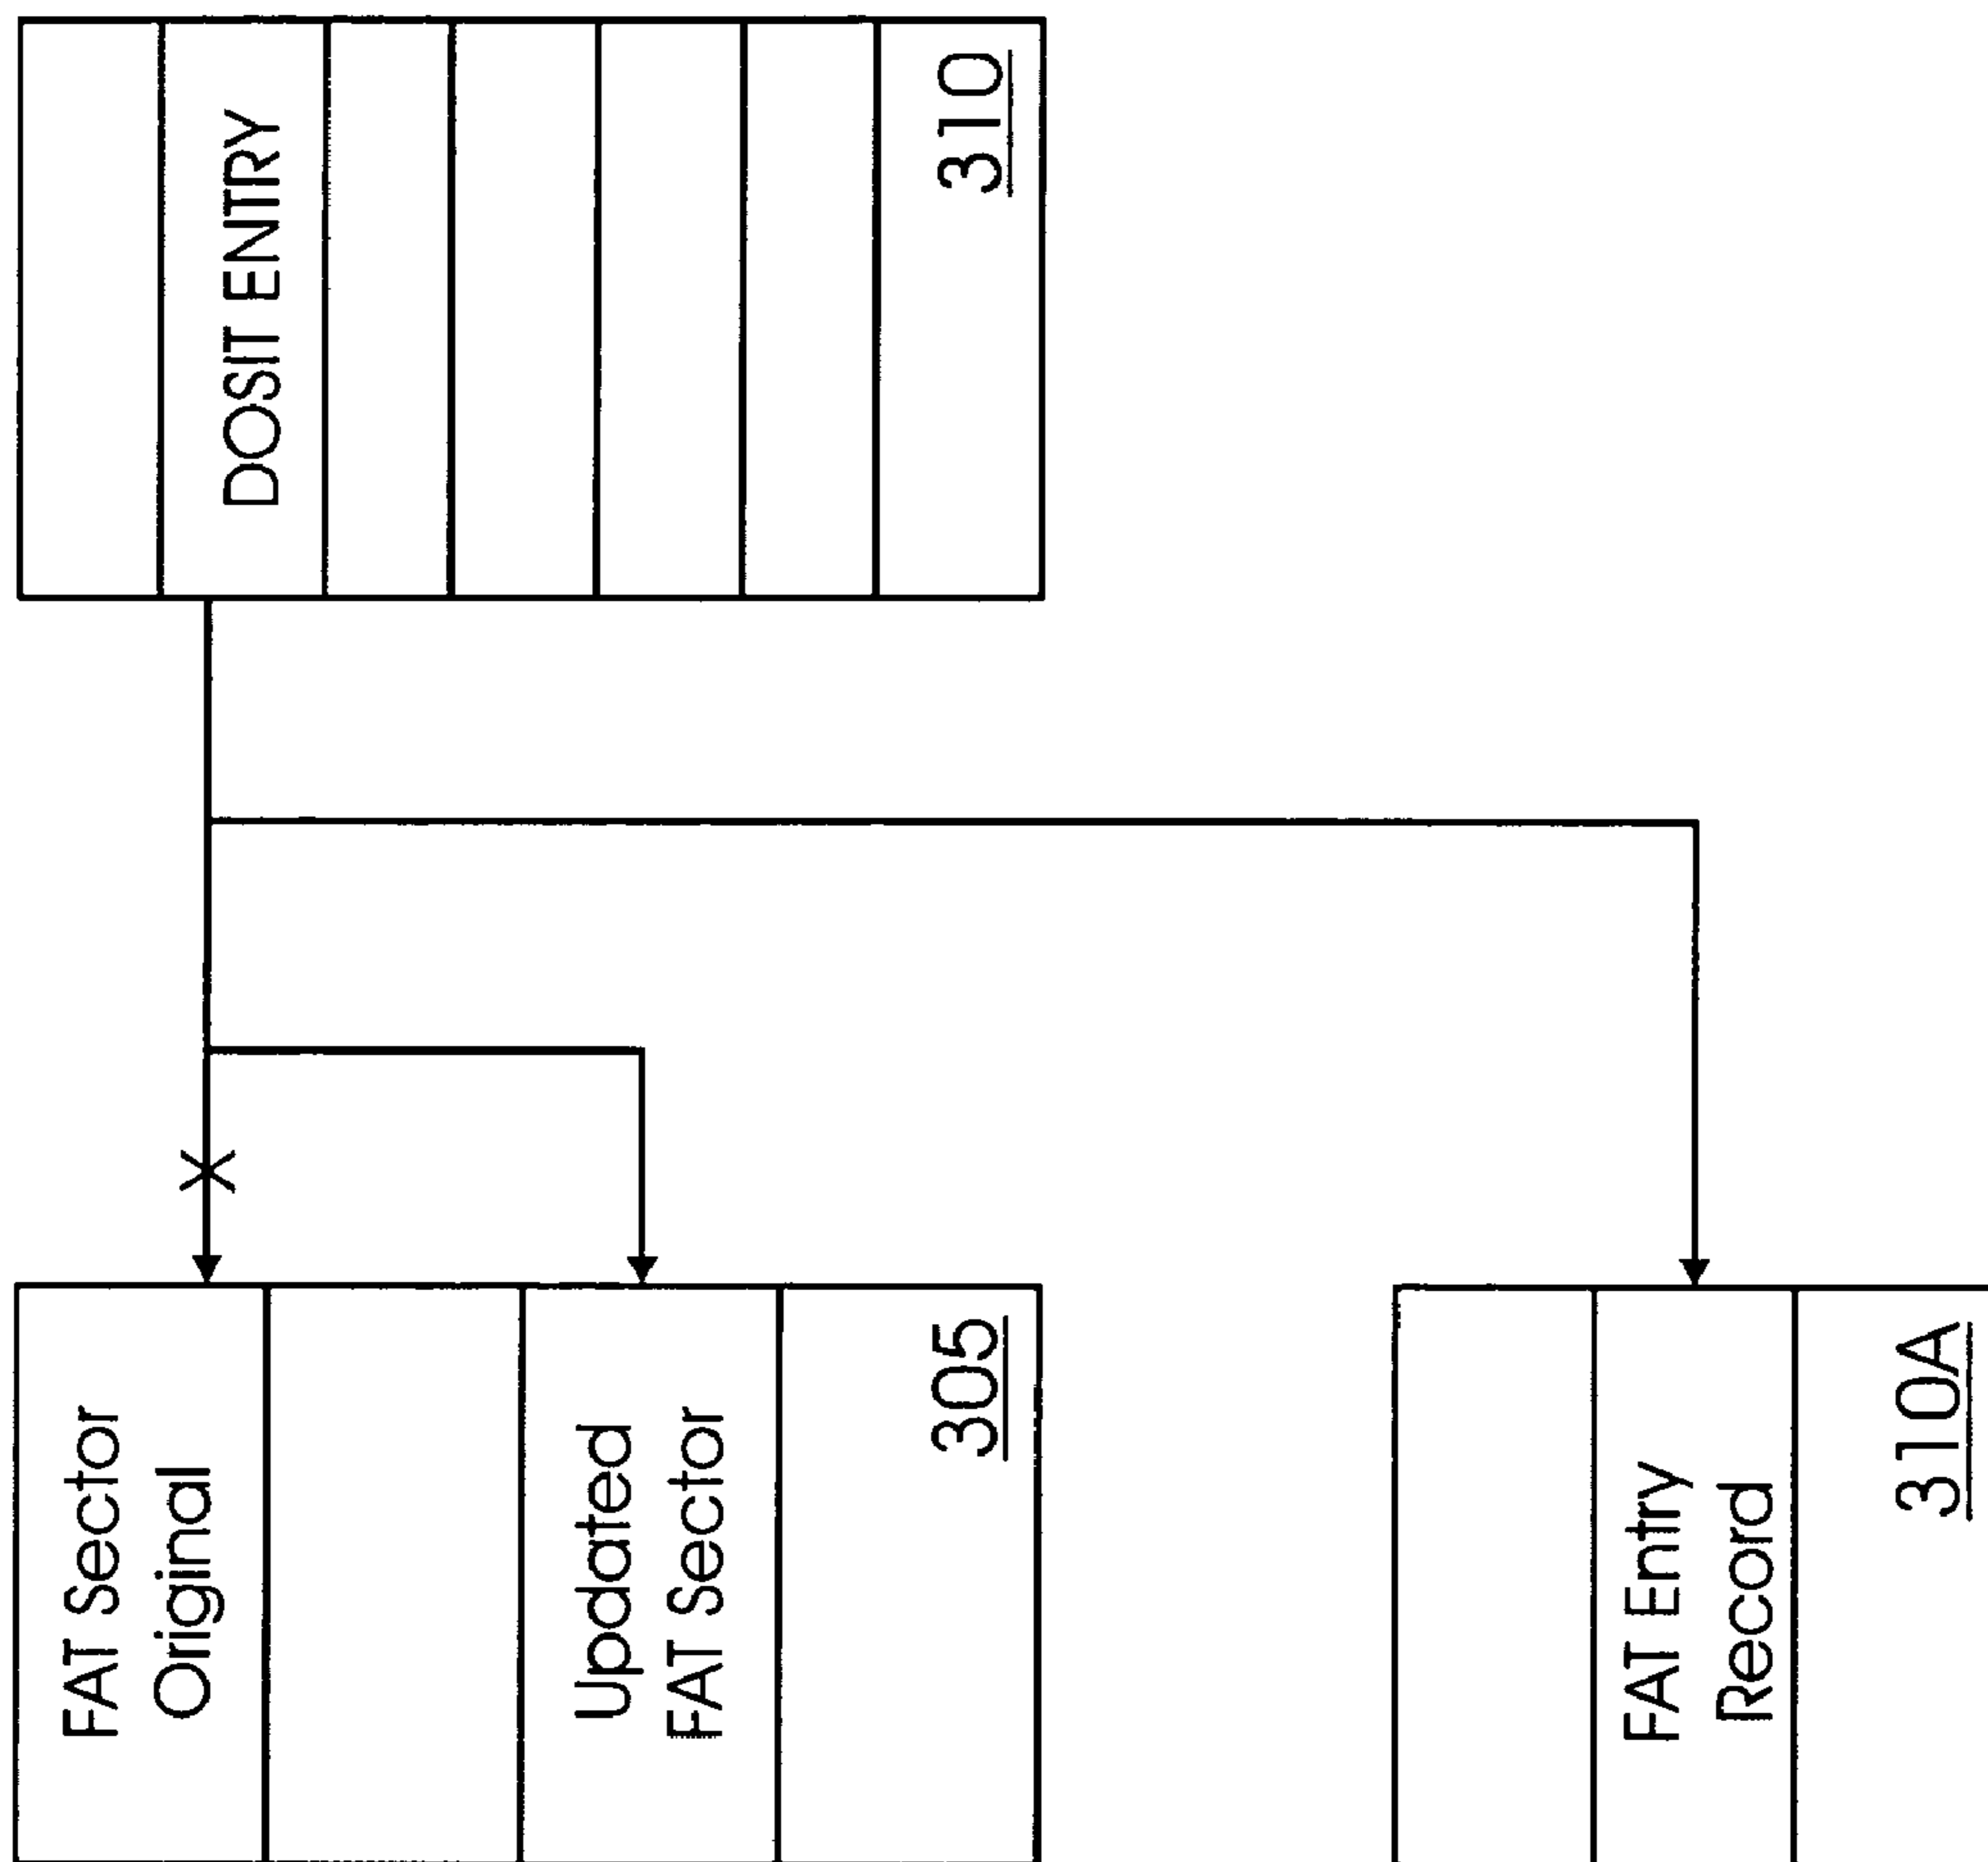 FAT Sector
Original
Updated
FAT Sector
305
DOSIT ENTRY
310
FAT Entry
Record
310A